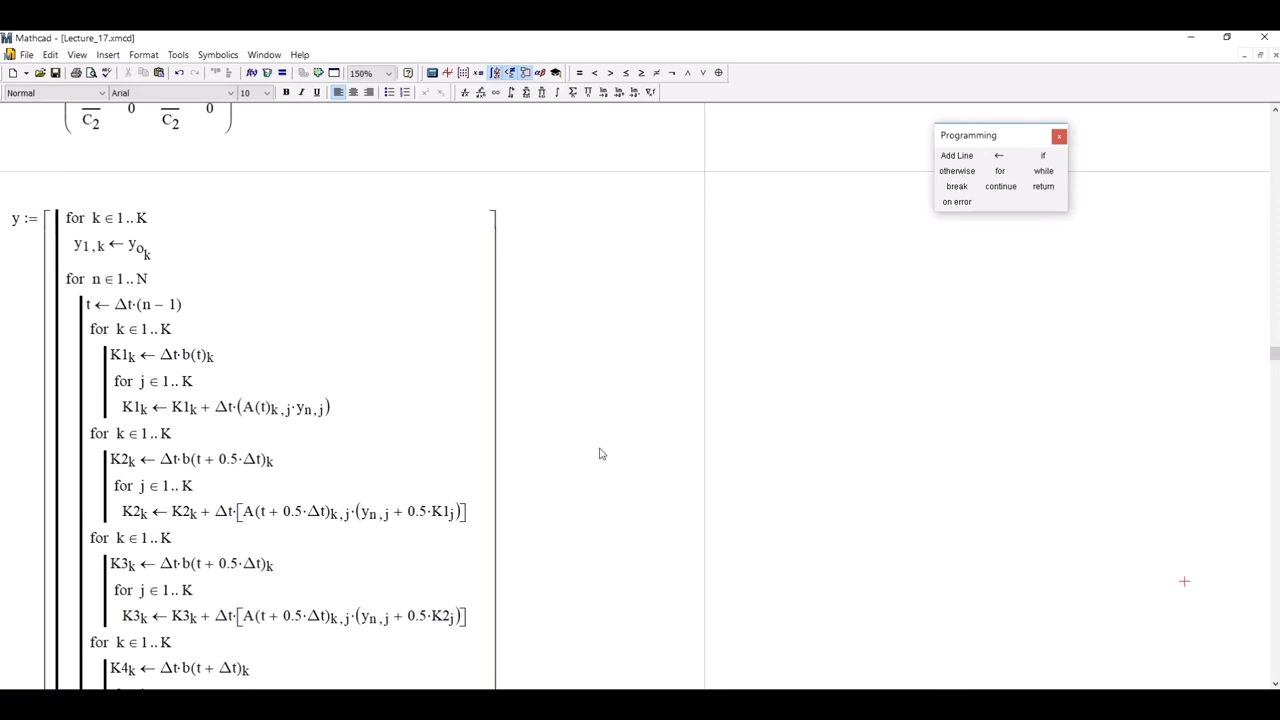 Mathcad - [Lecture_17.xmcd]
File Edit View Insert Format Tools Symbolics Window Help
150%
Normal Arial 10 B I U
C2 0 C2 0
Programming
Add Line ← if
otherwise for while
break continue return
on error
y := for k ∈ 1 .. K
y1 , k ← yok
for n ∈ 1 .. N
t ← Δt·(n − 1)
for k ∈ 1 .. K
K1k ← Δt·b(t)k
for j ∈ 1 .. K
K1k ← K1k + Δt·(A(t)k , j·yn , j)
for k ∈ 1 .. K
K2k ← Δt·b(t + 0.5·Δt)k
for j ∈ 1 .. K
K2k ← K2k + Δt·[A(t + 0.5·Δt)k , j·(yn , j + 0.5·K1j)]
for k ∈ 1 .. K
K3k ← Δt·b(t + 0.5·Δt)k
for j ∈ 1 .. K
K3k ← K3k + Δt·[A(t + 0.5·Δt)k , j·(yn , j + 0.5·K2j)]
for k ∈ 1 .. K
K4k ← Δt·b(t + Δt)k